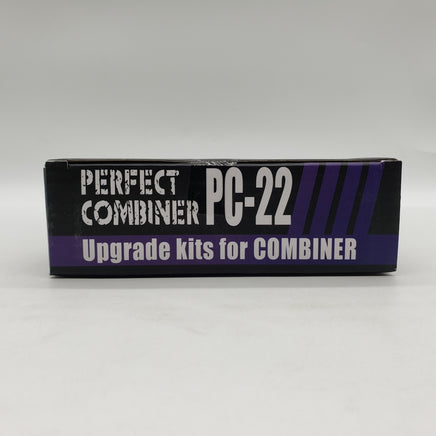 PERFECT
COMBINER PC-22
Upgrade kits for COMBINER